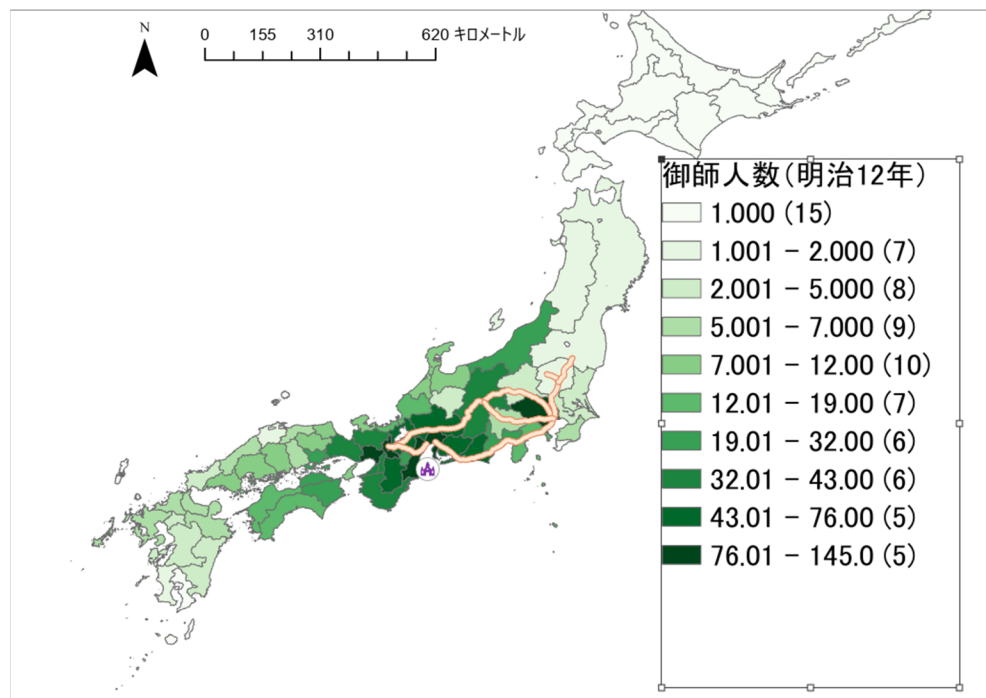 N
0 155 310 620 キロメートル
御師人数(明治12年)
1.000 (15)
1.001 - 2.000 (7)
2.001 - 5.000 (8)
5.001 - 7.000 (9)
7.001 - 12.00 (10)
12.01 - 19.00 (7)
19.01 - 32.00 (6)
32.01 - 43.00 (6)
43.01 - 76.00 (5)
76.01 - 145.0 (5)